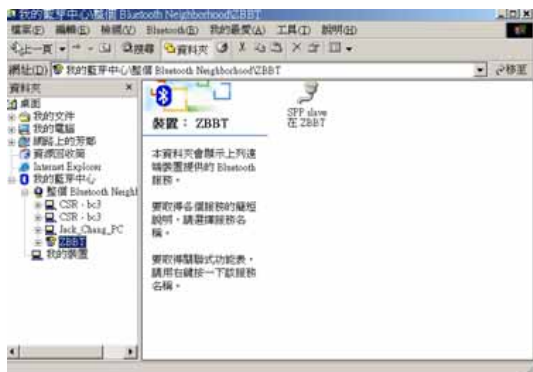 我的藍芽中心\整個 Bluetooth Neighborhood\ZBBT
檔案(F) 編輯(E) 檢視(V) Bluetooth(B) 我的最愛(A) 工具(T) 說明(H)
上一頁 搜尋 資料夾
網址(D) 我的藍芽中心\整個 Bluetooth Neighborhood\ZBBT 移至
資料夾
桌面
我的文件
我的電腦
網路上的芳鄰
資源回收筒
Internet Explorer
我的藍芽中心
整個 Bluetooth Neighl
CSR - bc3
CSR - bc3
Jack_Chang_PC
ZBBT
我的裝置
裝置： ZBBT
本資料夾會顯示上列遠
端裝置提供的 Bluetooth
服務。
要取得各個服務的簡短
說明，請選擇服務名
稱。
要取得關聯式功能表，
請用右鍵按一下該服務
名稱。
SPP slave
在 ZBBT